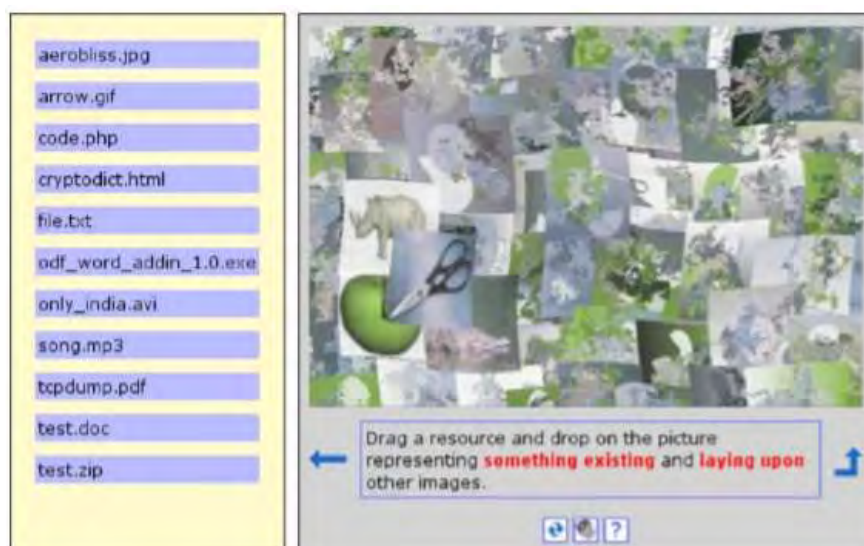 aerobliss.jpg
arrow.gif
code.php
cryptodict.html
file.txt
odf_word_addin_1.0.exe
only_india.avi
song.mp3
tcpdump.pdf
test.doc
test.zip
Drag a resource and drop on the picture
representing something existing and laying upon
other images.
?